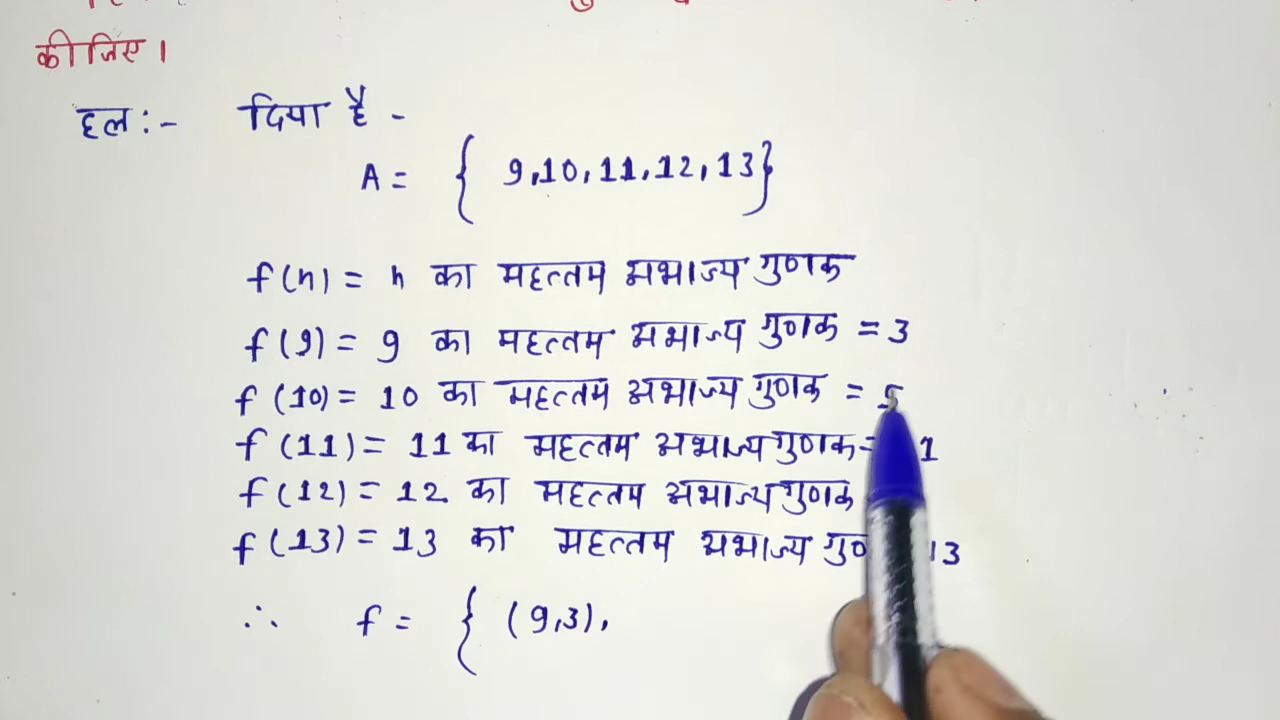 कीजिए।
हल:- दिया है -
A = { 9,10,11,12,13}
f(n) = n का महत्तम अभाज्य गुणक
f(9) = 9 का महत्तम अभाज्य गुणक = 3
f(10) = 10 का महत्तम अभाज्य गुणक = 5
f(11) = 11 का महत्तम अभाज्य गुणक = 1
f(12) = 12 का महत्तम अभाज्य गुणक
f(13) = 13 का महत्तम अभाज्य 13
∴ f = { (9,3),